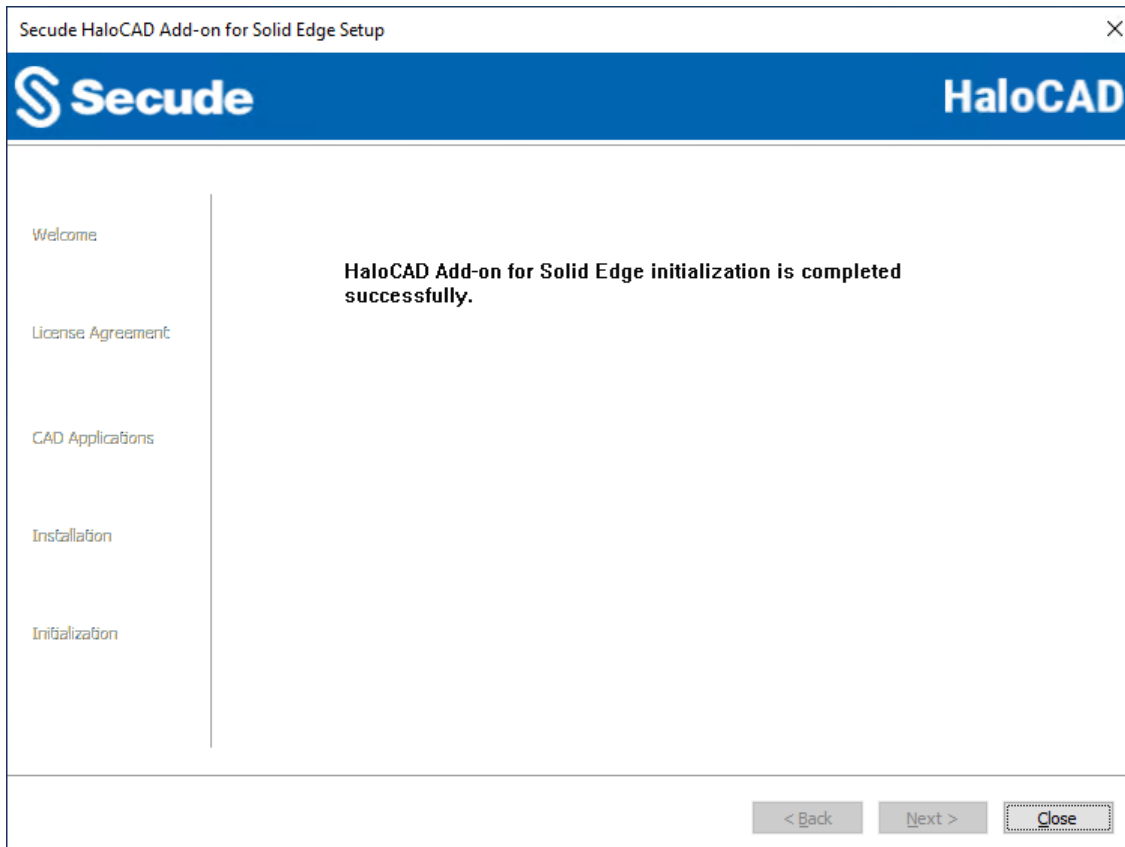 Secude HaloCAD Add-on for Solid Edge Setup
Secude
HaloCAD
Welcome
HaloCAD Add-on for Solid Edge initialization is completed
successfully.
License Agreement
CAD Applications
Installation
Initialization
< Back
Next >
Close